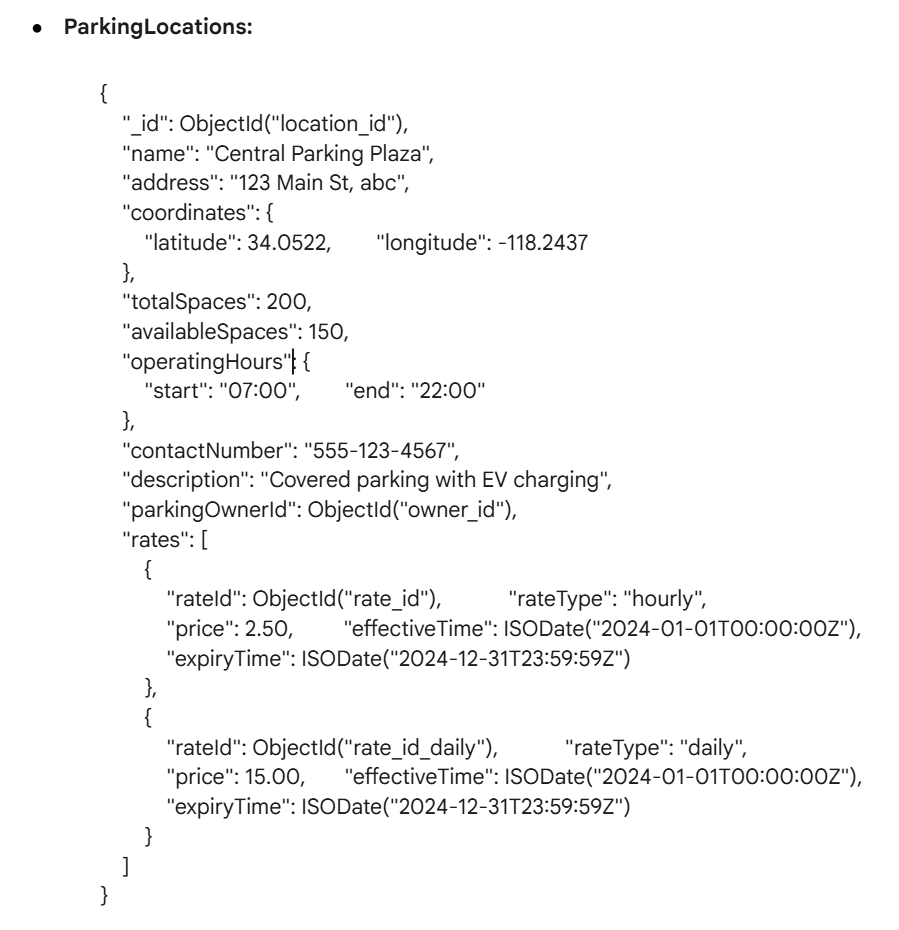 • ParkingLocations:
{
"_id": ObjectId("location_id"),
"name": "Central Parking Plaza",
"address": "123 Main St, abc",
"coordinates": {
"latitude": 34.0522, "longitude": -118.2437
},
"totalSpaces": 200,
"availableSpaces": 150,
"operatingHours": {
"start": "07:00", "end": "22:00"
},
"contactNumber": "555-123-4567",
"description": "Covered parking with EV charging",
"parkingOwnerId": ObjectId("owner_id"),
"rates": [
{
"rateId": ObjectId("rate_id"), "rateType": "hourly",
"price": 2.50, "effectiveTime": ISODate("2024-01-01T00:00:00Z"),
"expiryTime": ISODate("2024-12-31T23:59:59Z")
},
{
"rateId": ObjectId("rate_id_daily"), "rateType": "daily",
"price": 15.00, "effectiveTime": ISODate("2024-01-01T00:00:00Z"),
"expiryTime": ISODate("2024-12-31T23:59:59Z")
}
]
}